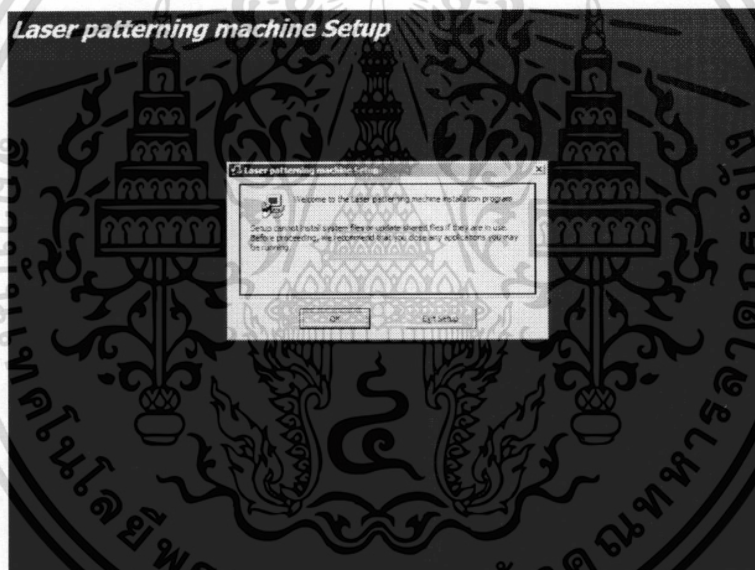 Laser patterning machine Setup
Laser patterning machine Setup
Welcome to the Laser patterning machine installation program
Setup cannot install system files or update shared files if they are in use.
Before proceeding, we recommend that you close any applications you may
be running.
OK
Exit Setup